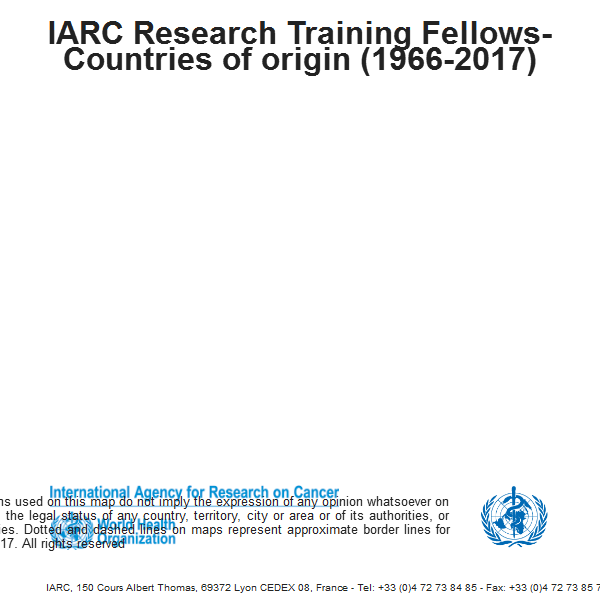 IARC Research Training Fellows-
Countries of origin (1966-2017)
International Agency for Research on Cancer
ns used on this map do not imply the expression of any opinion whatsoever on
the legal status of any country, territory, city or area or of its authorities, or
ies. Dotted and dashed lines on maps represent approximate border lines for
17. All rights reserved
World Health
Organization
IARC, 150 Cours Albert Thomas, 69372 Lyon CEDEX 08, France - Tel: +33 (0)4 72 73 84 85 - Fax: +33 (0)4 72 73 85 7